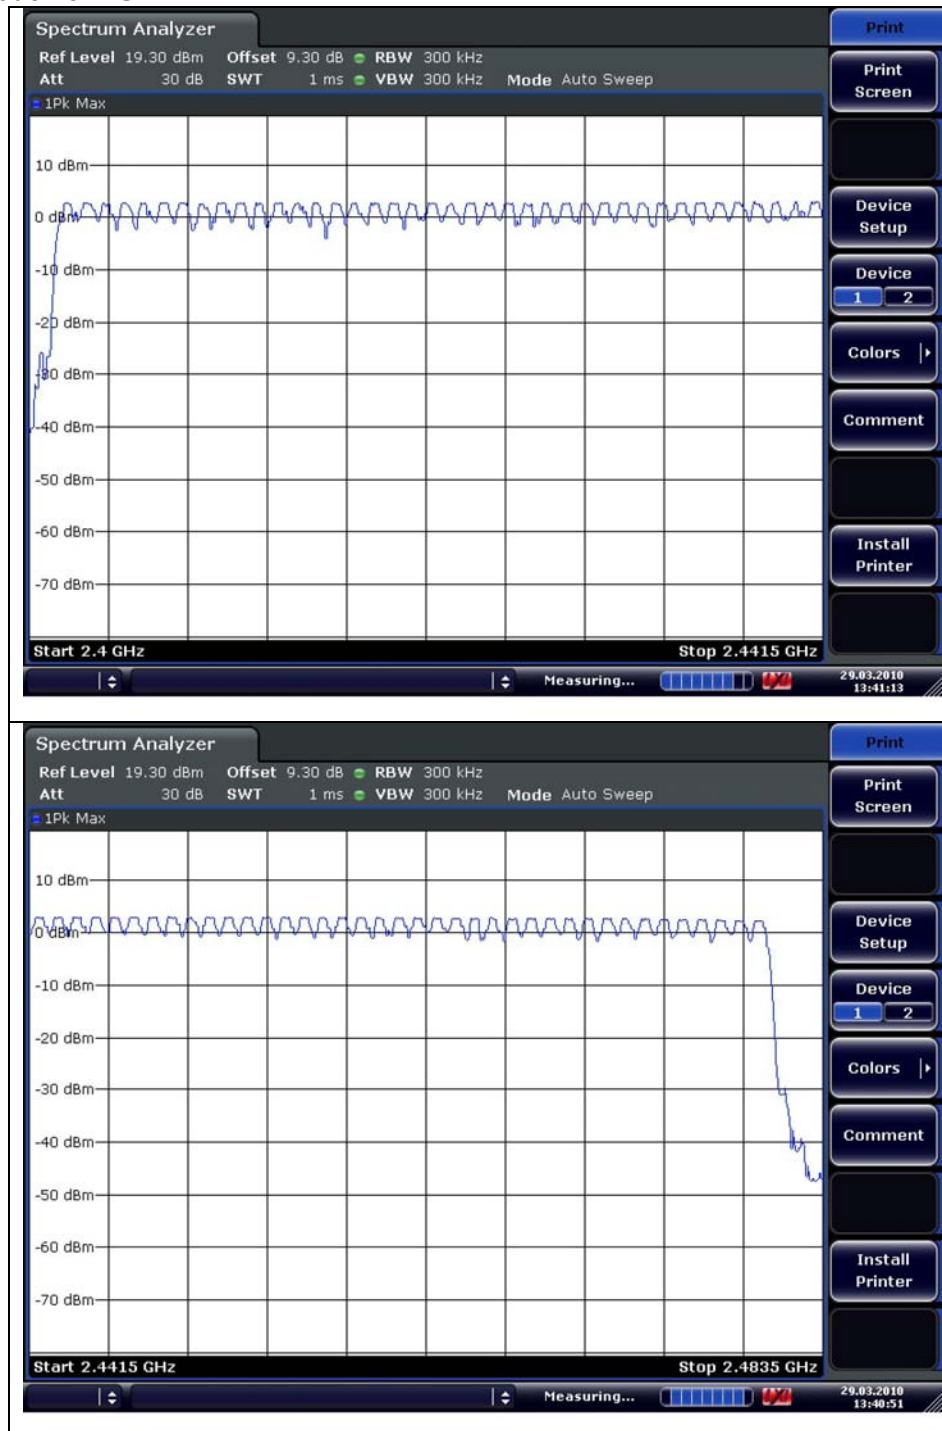 Spectrum Analyzer
Ref Level 19.30 dBm Offset 9.30 dB RBW 300 kHz
Att 30 dB SWT 1 ms VBW 300 kHz Mode Auto Sweep
1Pk Max
10 dBm
0 dBm
-10 dBm
-20 dBm
-30 dBm
-40 dBm
-50 dBm
-60 dBm
-70 dBm
Start 2.4 GHz Stop 2.4415 GHz
Measuring...
29.03.2010
13:41:13
Print
Print
Screen
Device
Setup
Device
1 2
Colors
Comment
Install
Printer
Spectrum Analyzer
Ref Level 19.30 dBm Offset 9.30 dB RBW 300 kHz
Att 30 dB SWT 1 ms VBW 300 kHz Mode Auto Sweep
1Pk Max
10 dBm
0 dBm
-10 dBm
-20 dBm
-30 dBm
-40 dBm
-50 dBm
-60 dBm
-70 dBm
Start 2.4415 GHz Stop 2.4835 GHz
Measuring...
29.03.2010
13:40:51
Print
Print
Screen
Device
Setup
Device
1 2
Colors
Comment
Install
Printer